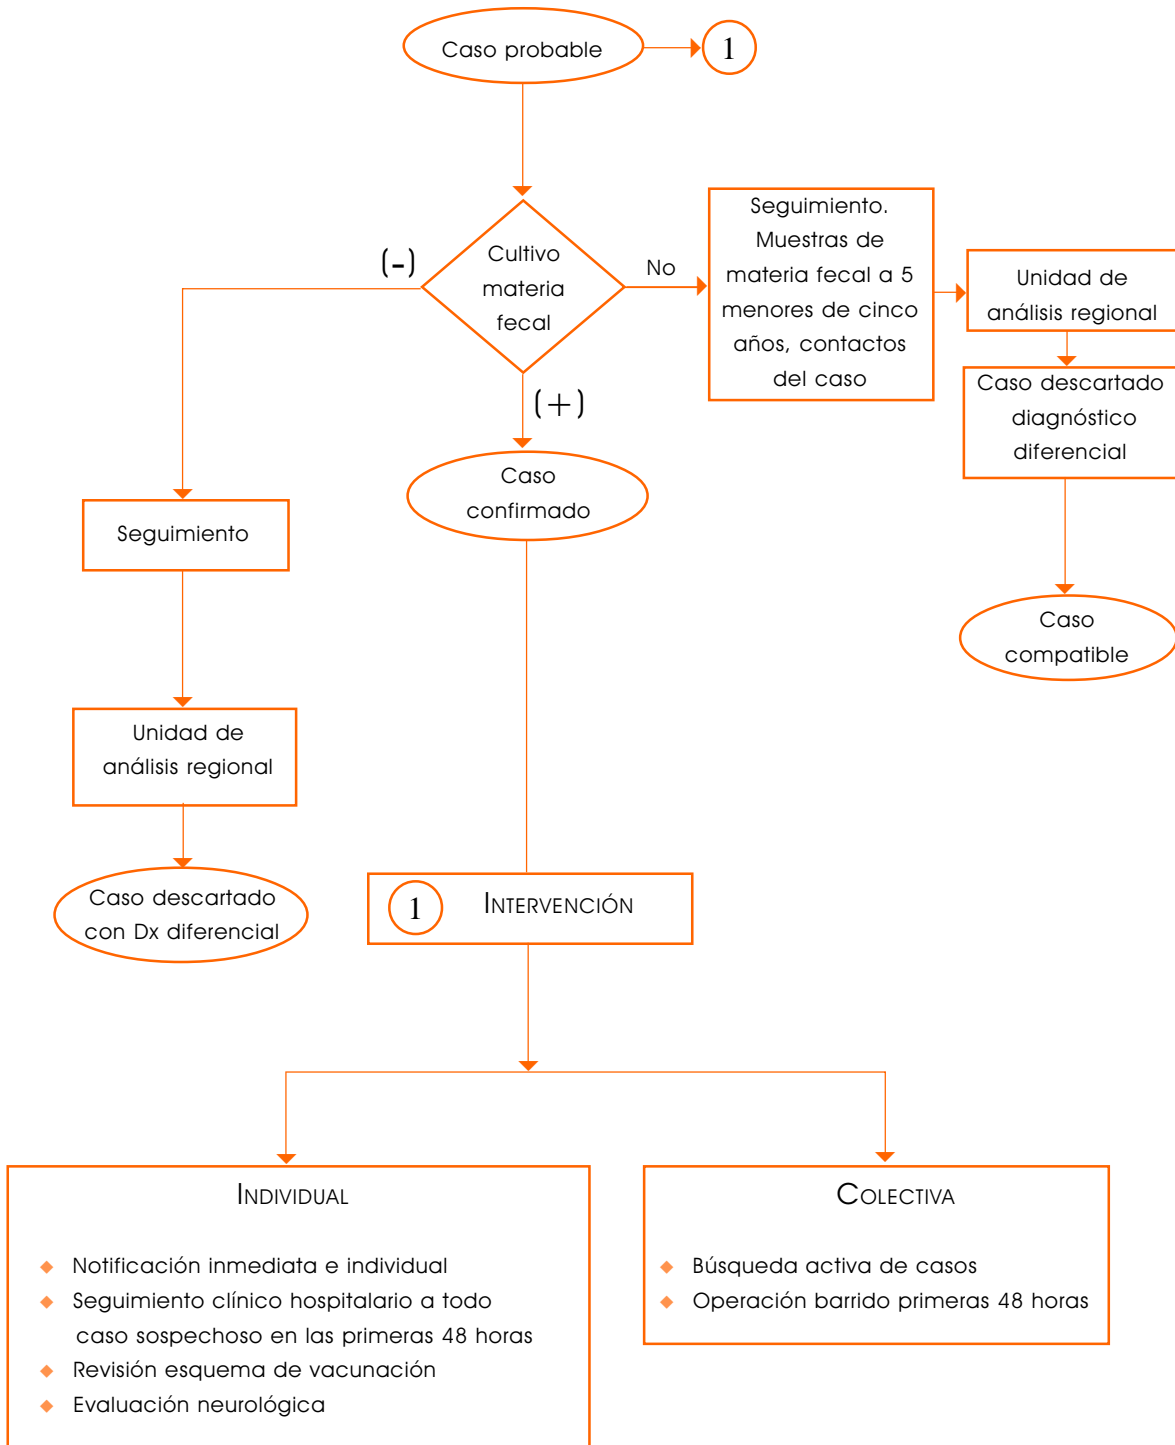 Caso probable
1
Cultivo
materia
fecal
(-)
No
(+)
Seguimiento.
Muestras de
materia fecal a 5
menores de cinco
años, contactos
del caso
Unidad de
análisis regional
Caso descartado
diagnóstico
diferencial
Caso
compatible
Caso
confirmado
Seguimiento
Unidad de
análisis regional
Caso descartado
con Dx diferencial
1 INTERVENCIÓN
INDIVIDUAL
◆ Notificación inmediata e individual
◆ Seguimiento clínico hospitalario a todo
caso sospechoso en las primeras 48 horas
◆ Revisión esquema de vacunación
◆ Evaluación neurológica
COLECTIVA
◆ Búsqueda activa de casos
◆ Operación barrido primeras 48 horas